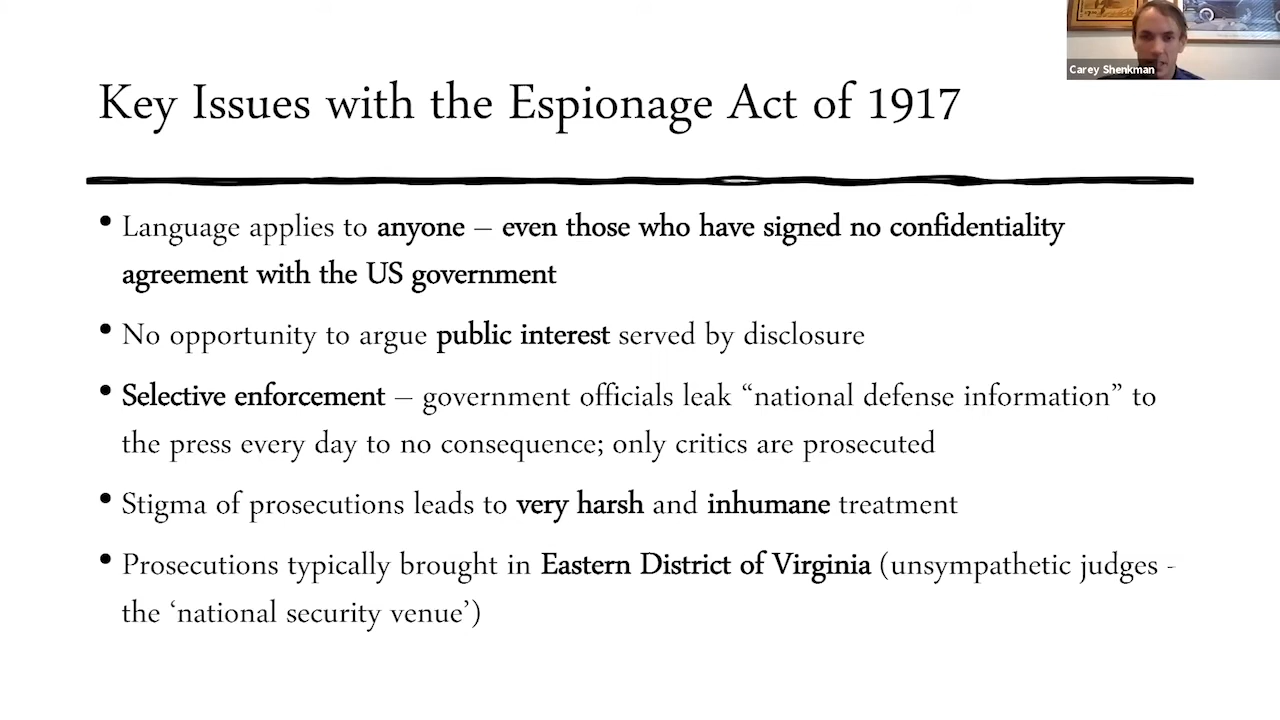 Carey Shenkman
Key Issues with the Espionage Act of 1917
• Language applies to anyone – even those who have signed no confidentiality
agreement with the US government
• No opportunity to argue public interest served by disclosure
• Selective enforcement – government officials leak “national defense information” to
the press every day to no consequence; only critics are prosecuted
• Stigma of prosecutions leads to very harsh and inhumane treatment
• Prosecutions typically brought in Eastern District of Virginia (unsympathetic judges -
the ‘national security venue’)